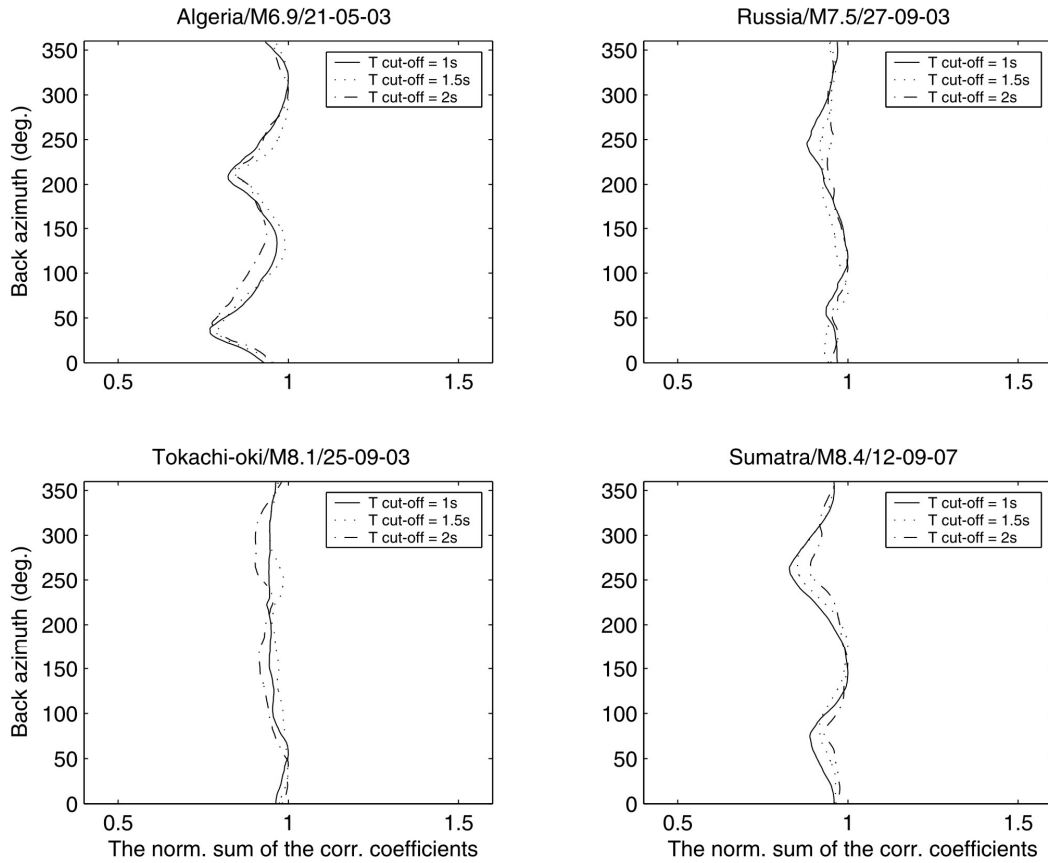 Algeria/M6.9/21-05-03
Back azimuth (deg.)
350
300
250
200
150
100
50
0
T cut-off = 1s
T cut-off = 1.5s
T cut-off = 2s
0.5 1 1.5
Russia/M7.5/27-09-03
350
300
250
200
150
100
50
0
T cut-off = 1s
T cut-off = 1.5s
T cut-off = 2s
0.5 1 1.5
Tokachi-oki/M8.1/25-09-03
Back azimuth (deg.)
350
300
250
200
150
100
50
0
T cut-off = 1s
T cut-off = 1.5s
T cut-off = 2s
0.5 1 1.5
The norm. sum of the corr. coefficients
Sumatra/M8.4/12-09-07
350
300
250
200
150
100
50
0
T cut-off = 1s
T cut-off = 1.5s
T cut-off = 2s
0.5 1 1.5
The norm. sum of the corr. coefficients